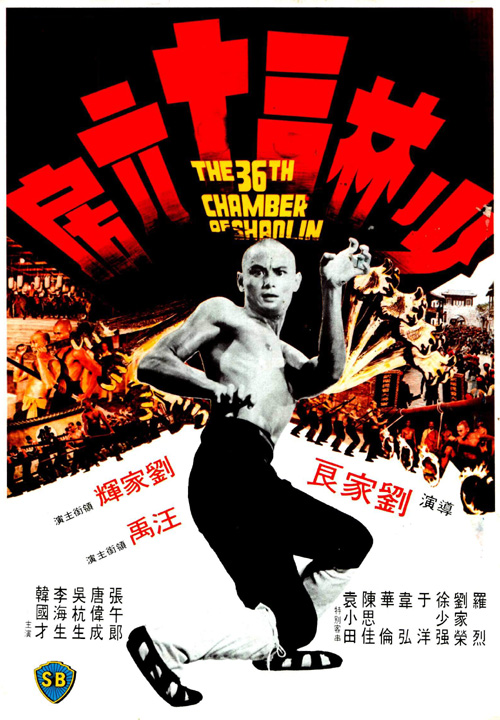 少林三十六房
THE 36TH
CHAMBER
OF SHAOLIN
導演
劉家良
領銜主演
劉家輝
領銜主演
汪禹
羅烈
劉家榮
徐少强
于洋
韋弘
華倫
陳思佳
袁小田
特別客串
張午郎
唐偉成
吳杭生
李海生
韓國才
主演
SB